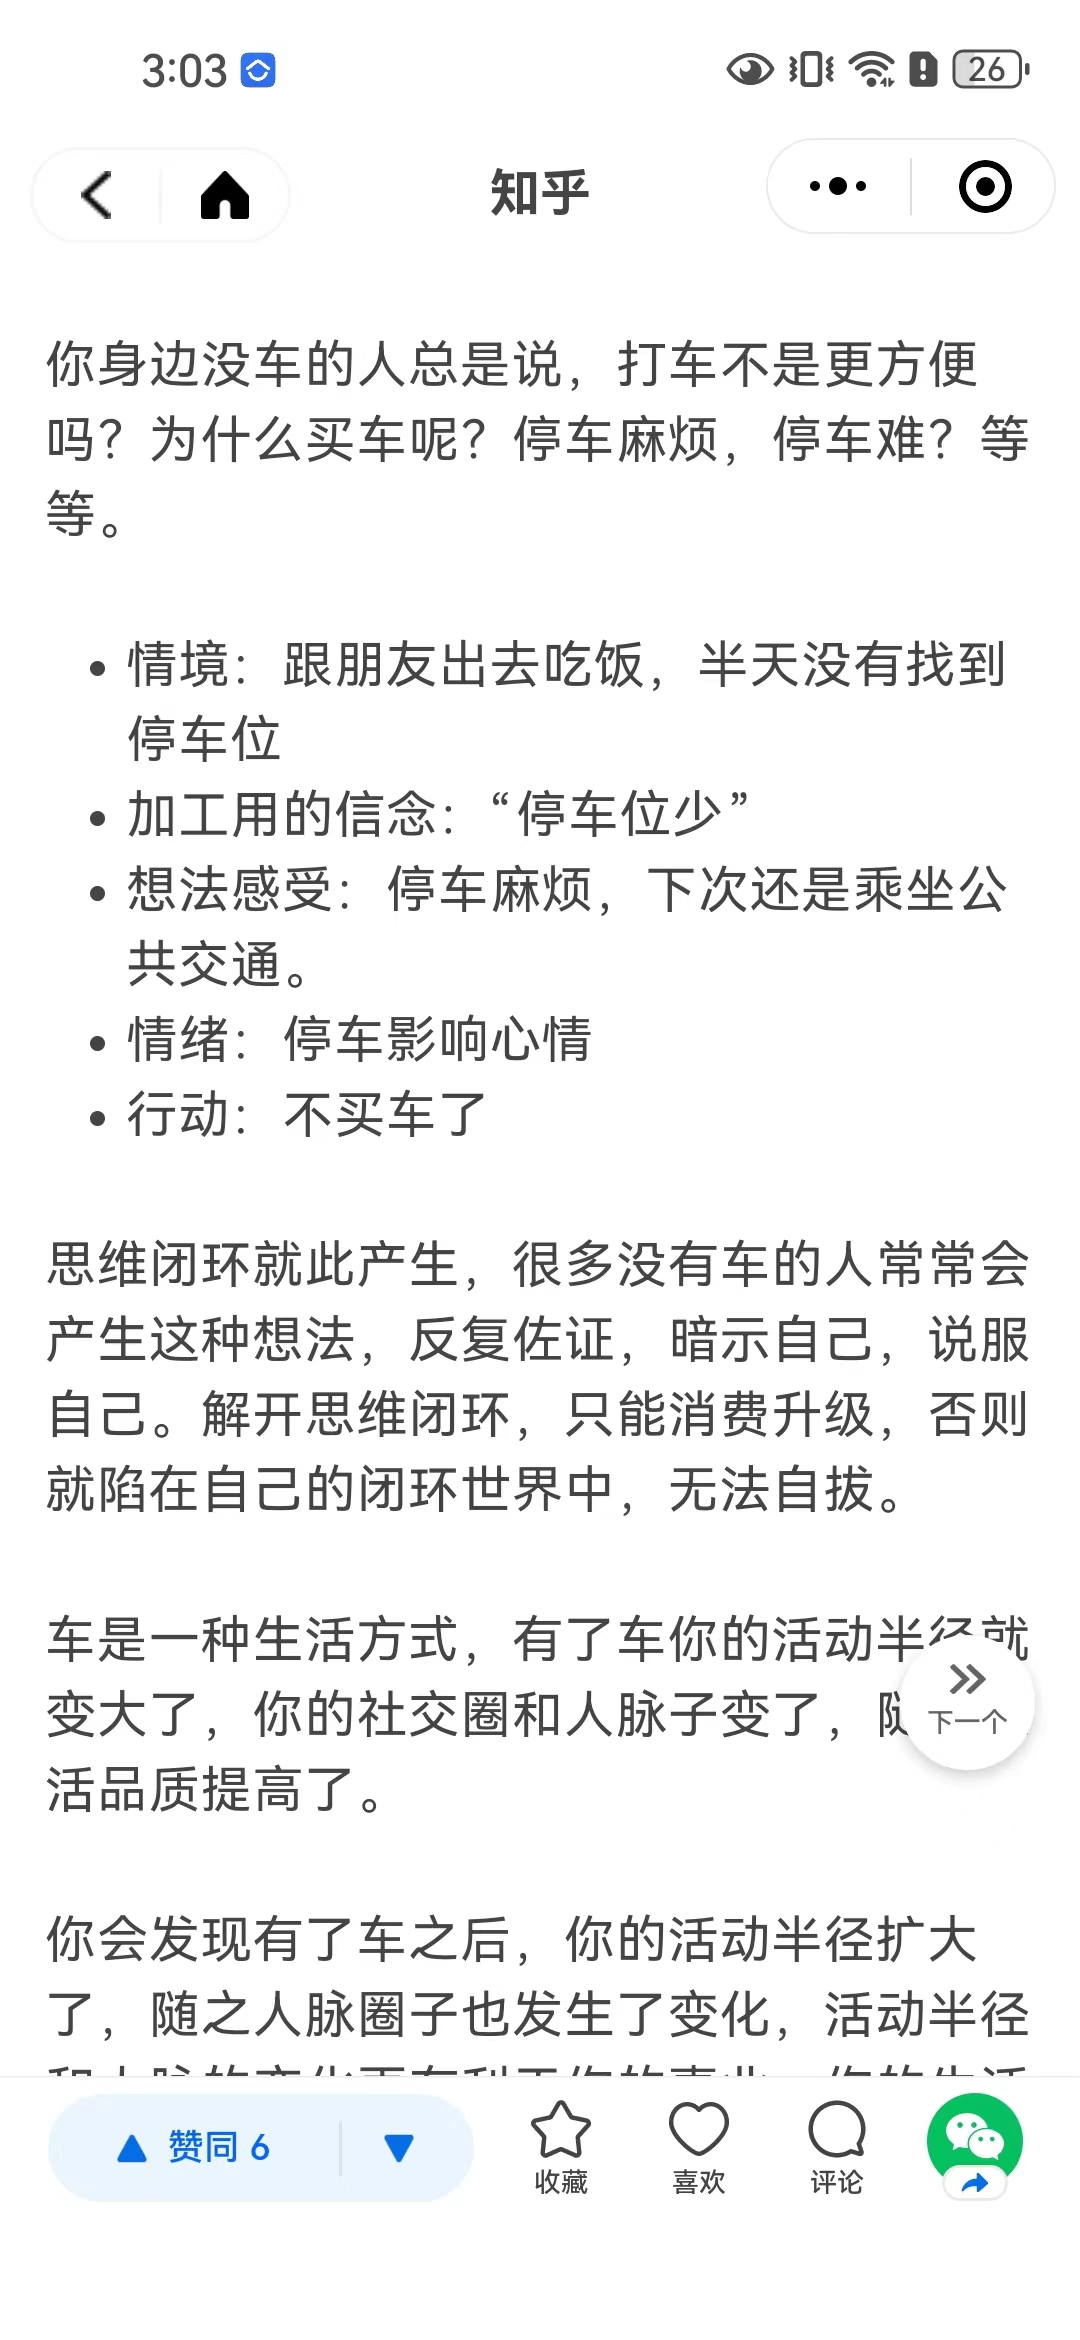 3:03
26
知乎
你身边没车的人总是说，打车不是更方便
吗？为什么买车呢？停车麻烦，停车难？等
等。
• 情境：跟朋友出去吃饭，半天没有找到
停车位
• 加工用的信念：“停车位少”
• 想法感受：停车麻烦，下次还是乘坐公
共交通。
• 情绪：停车影响心情
• 行动：不买车了
思维闭环就此产生，很多没有车的人常常会
产生这种想法，反复佐证，暗示自己，说服
自己。解开思维闭环，只能消费升级，否则
就陷在自己的闭环世界中，无法自拔。
车是一种生活方式，有了车你的活动半径就
变大了，你的社交圈和人脉子变了，
下一个
活品质提高了。
你会发现有了车之后，你的活动半径扩大
了，随之人脉圈子也发生了变化，活动半径
赞同 6
收藏
喜欢
评论